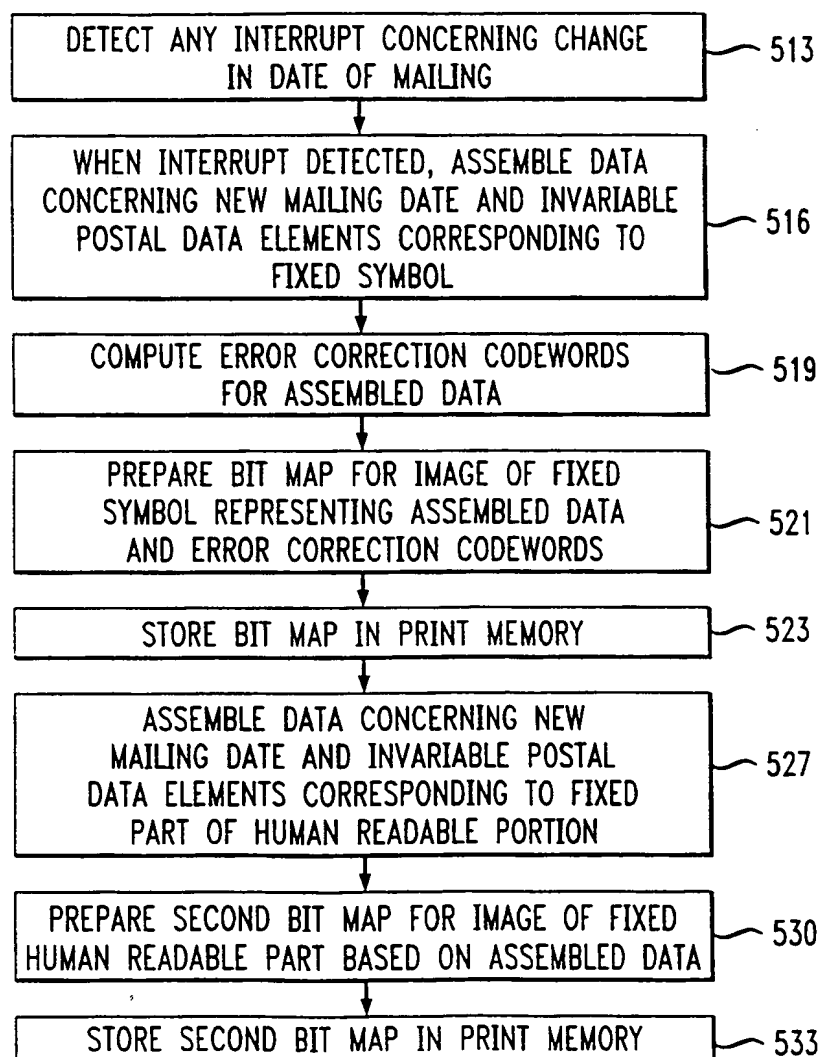 DETECT ANY INTERRUPT CONCERNING CHANGE
IN DATE OF MAILING
513
WHEN INTERRUPT DETECTED, ASSEMBLE DATA
CONCERNING NEW MAILING DATE AND INVARIABLE
POSTAL DATA ELEMENTS CORRESPONDING TO
FIXED SYMBOL
516
COMPUTE ERROR CORRECTION CODEWORDS
FOR ASSEMBLED DATA
519
PREPARE BIT MAP FOR IMAGE OF FIXED
SYMBOL REPRESENTING ASSEMBLED DATA
AND ERROR CORRECTION CODEWORDS
521
STORE BIT MAP IN PRINT MEMORY
523
ASSEMBLE DATA CONCERNING NEW
MAILING DATE AND INVARIABLE POSTAL
DATA ELEMENTS CORRESPONDING TO FIXED
PART OF HUMAN READABLE PORTION
527
PREPARE SECOND BIT MAP FOR IMAGE OF FIXED
HUMAN READABLE PART BASED ON ASSEMBLED DATA
530
STORE SECOND BIT MAP IN PRINT MEMORY
533